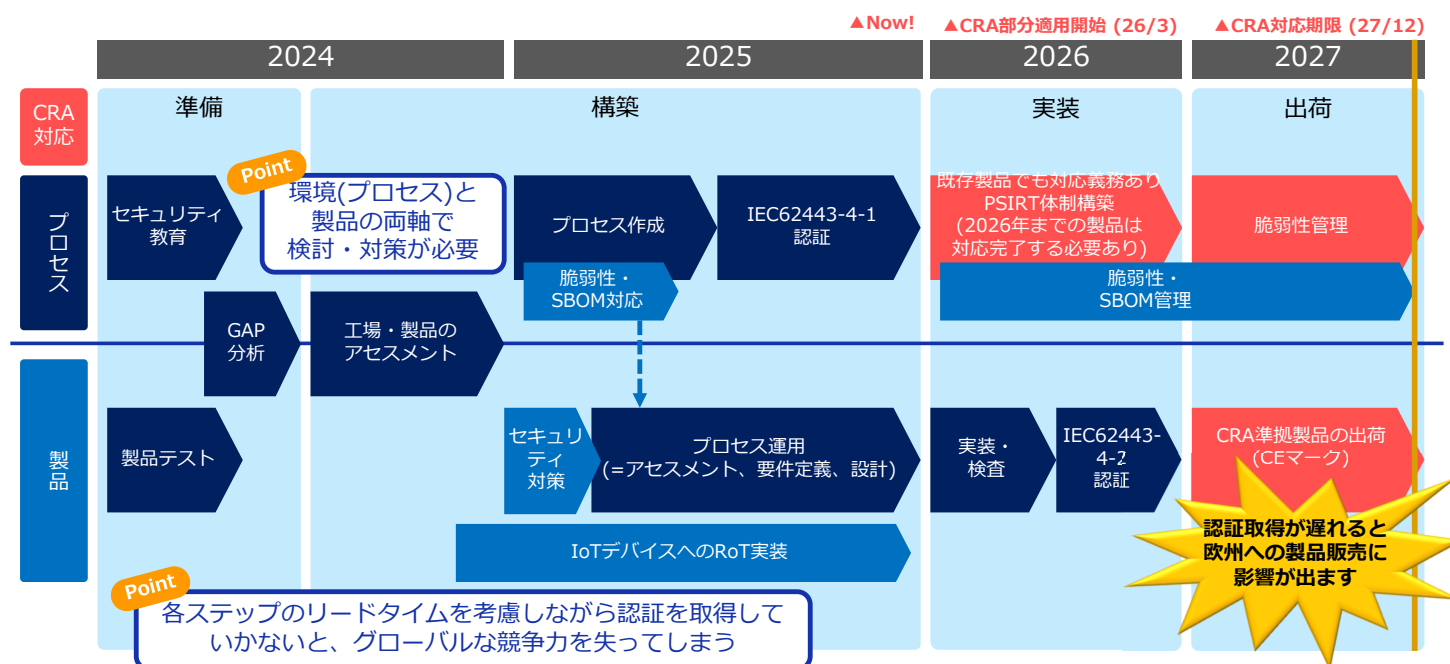 ▲Now!
▲CRA部分適用開始 (26/3)
▲CRA対応期限 (27/12)
2024
2025
2026
2027
CRA
対応
準備
構築
実装
出荷
プロセス
セキュリティ
教育
Point
環境(プロセス)と
製品の両軸で
検討・対策が必要
プロセス作成
IEC62443-4-1
認証
既存製品でも対応義務あり
PSIRT体制構築
(2026年までの製品は
対応完了する必要あり)
脆弱性管理
脆弱性・
SBOM対応
脆弱性・
SBOM管理
GAP
分析
工場・製品の
アセスメント
製品
製品テスト
セキュリ
ティ
対策
プロセス運用
(=アセスメント、要件定義、設計)
実装・
検査
IEC62443-
4-2
認証
CRA準拠製品の出荷
(CEマーク)
IoTデバイスへのRoT実装
認証取得が遅れると
欧州への製品販売に
影響が出ます
Point
各ステップのリードタイムを考慮しながら認証を取得して
いかないと、グローバルな競争力を失ってしまう